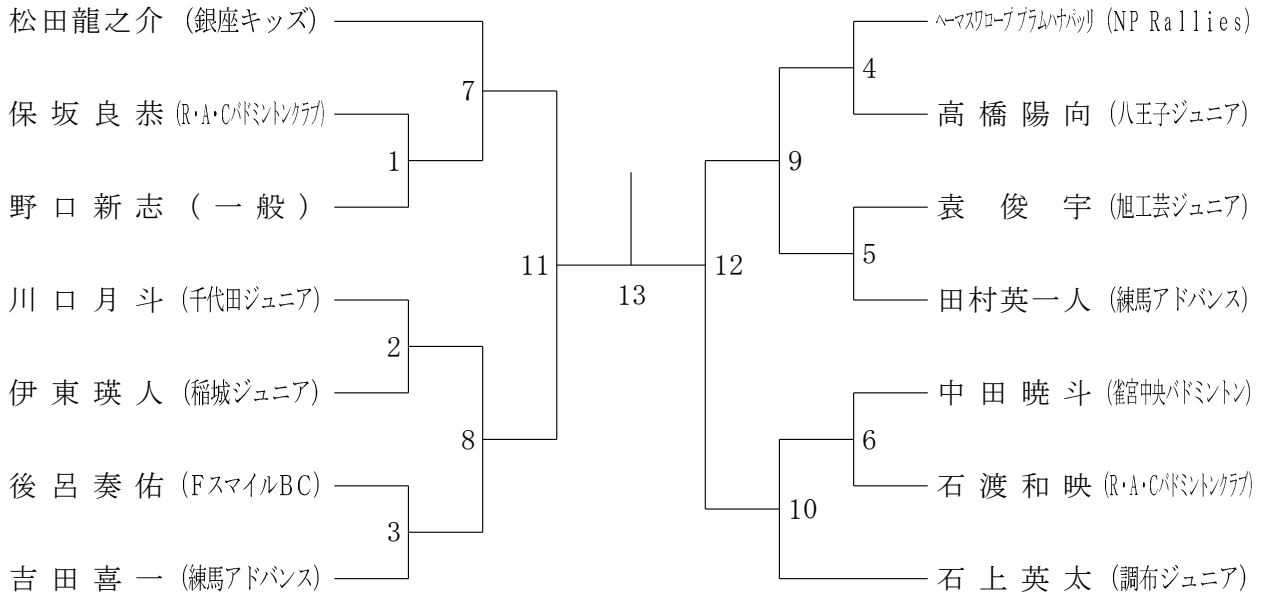 松田龍之介 (銀座キッズ)
保坂良恭 (R・A・Cバドミントンクラブ)
野口新志 (一般)
川口月斗 (千代田ジュニア)
伊東瑛人 (稲城ジュニア)
後呂奏佑 (FスマイルBC)
吉田喜一 (練馬アドバンス)
7
1
11
2
8
3
13
ヘーマスワロープ ブラムハナパッリ (NP Rallies)
高橋陽向 (八王子ジュニア)
袁俊宇 (旭工芸ジュニア)
田村英一人 (練馬アドバンス)
中田暁斗 (雀宮中央バドミントン)
石渡和映 (R・A・Cバドミントンクラブ)
石上英太 (調布ジュニア)
4
9
5
12
6
10